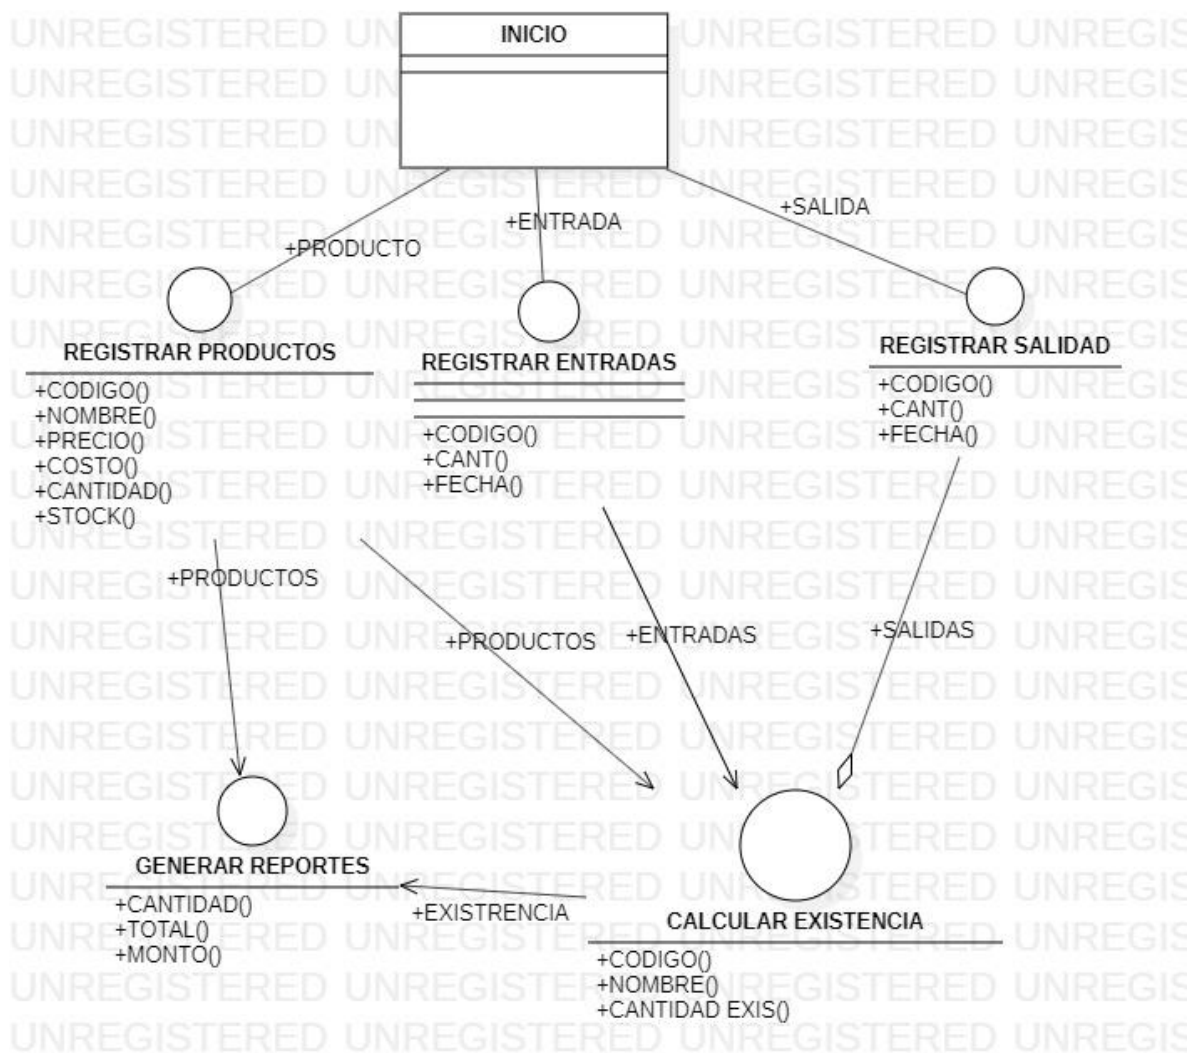 INICIO
+PRODUCTO
+ENTRADA
+SALIDA
REGISTRAR PRODUCTOS
+CODIGO()
+NOMBRE()
+PRECIO()
+COSTO()
+CANTIDAD()
+STOCK()
REGISTRAR ENTRADAS
+CODIGO()
+CANT()
+FECHA()
REGISTRAR SALIDAD
+CODIGO()
+CANT()
+FECHA()
+PRODUCTOS
+PRODUCTOS
+ENTRADAS
+SALIDAS
GENERAR REPORTES
+CANTIDAD()
+TOTAL()
+MONTO()
+EXISTRENCIA
CALCULAR EXISTENCIA
+CODIGO()
+NOMBRE()
+CANTIDAD EXIS()
UNREGISTERED